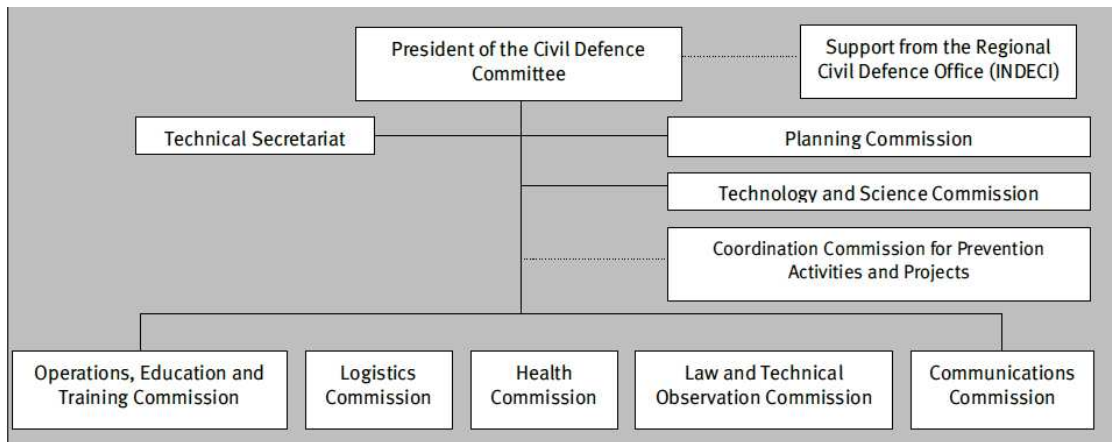 President of the Civil Defence
Committee
Support from the Regional
Civil Defence Office (INDECI)
Technical Secretariat
Planning Commission
Technology and Science Commission
Coordination Commission for Prevention
Activities and Projects
Operations, Education and
Training Commission
Logistics
Commission
Health
Commission
Law and Technical
Observation Commission
Communications
Commission